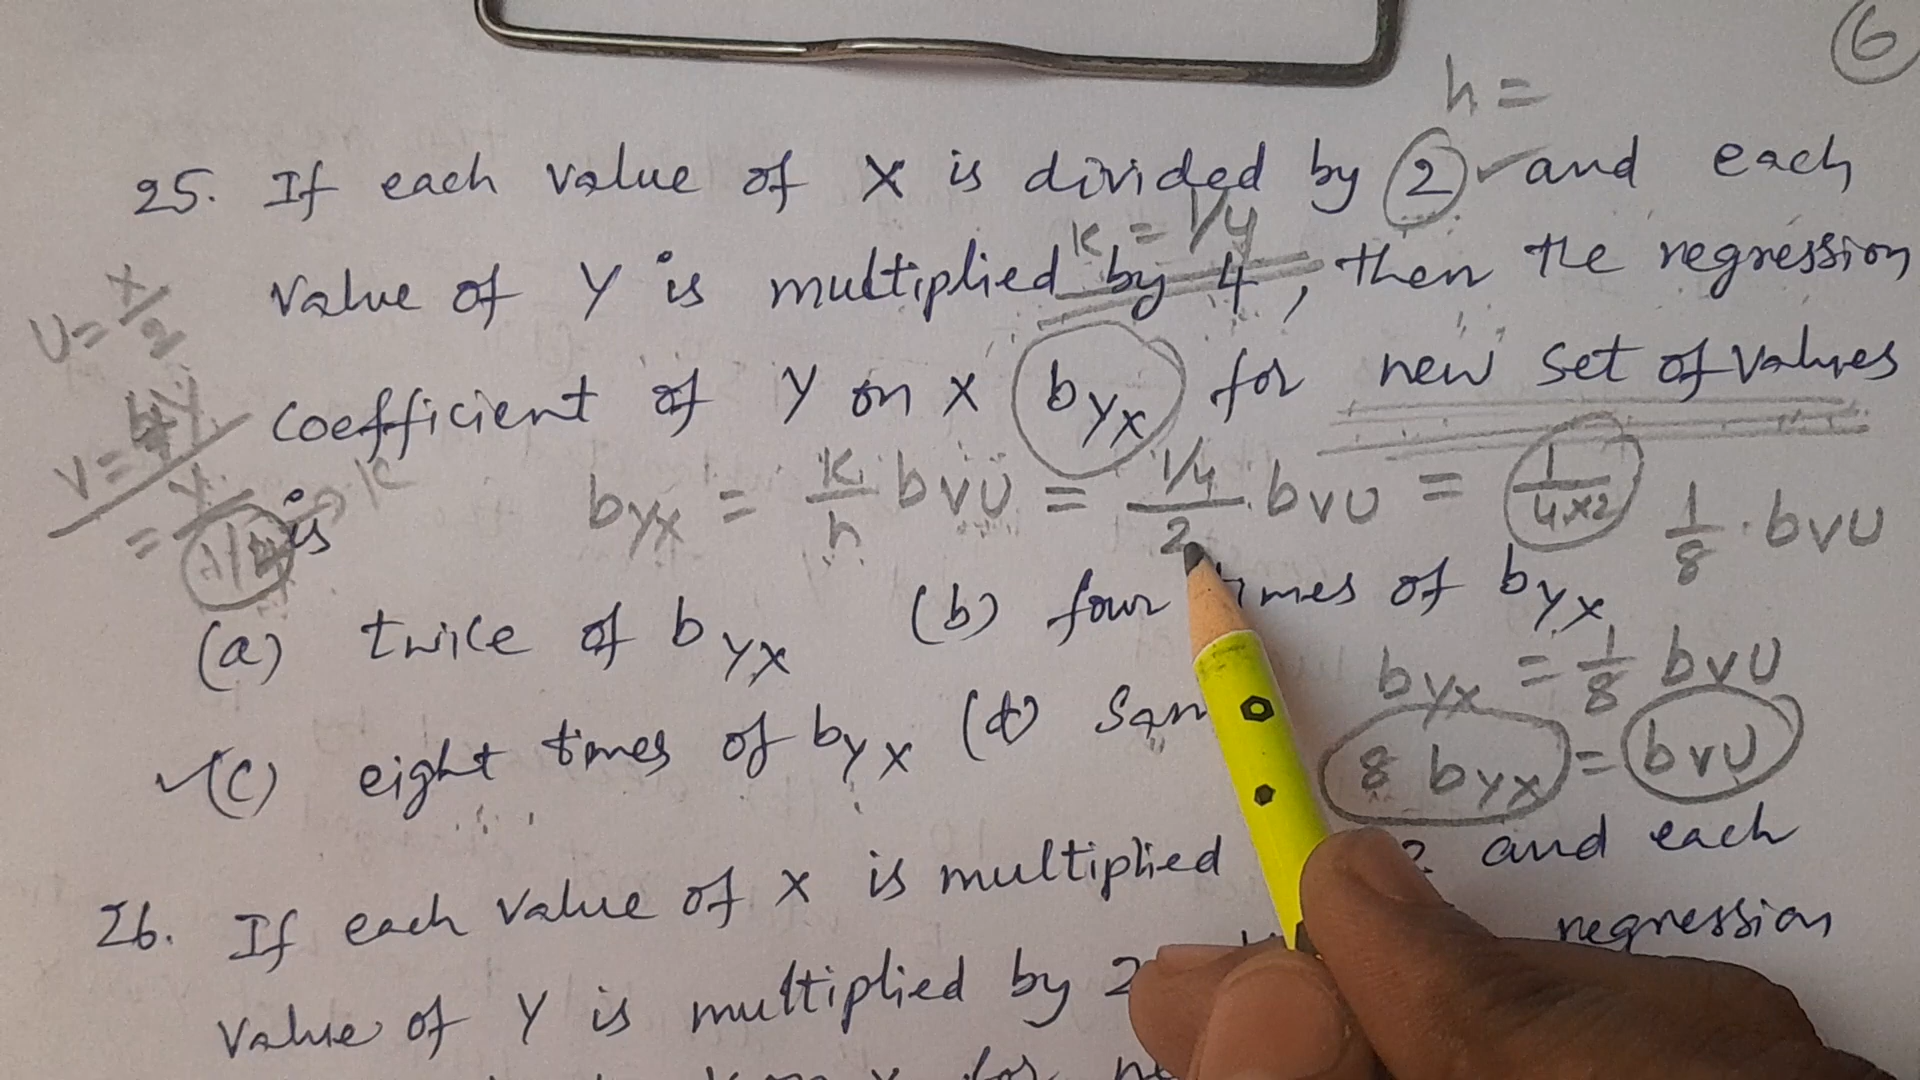 6
h =
25. If each value of X is divided by 2 and each
K = 1/4
value of Y is multiplied by 4, then the regression
U = X/2
coefficient of Y on X bYX for new set of values
V = 4Y
= Y/(1/4) → K
is
bYX = K/h bVU = (1/4)/2 . bVU = 1/(4×2) 1/8 . bVU
(a) twice of bYX (b) four times of bYX
bYX = 1/8 bVU
(c) eight times of bYX (d)
8 bYX = bVU
26. If each value of X is multiplied 2 and each
value of Y is multiplied by 2 regression